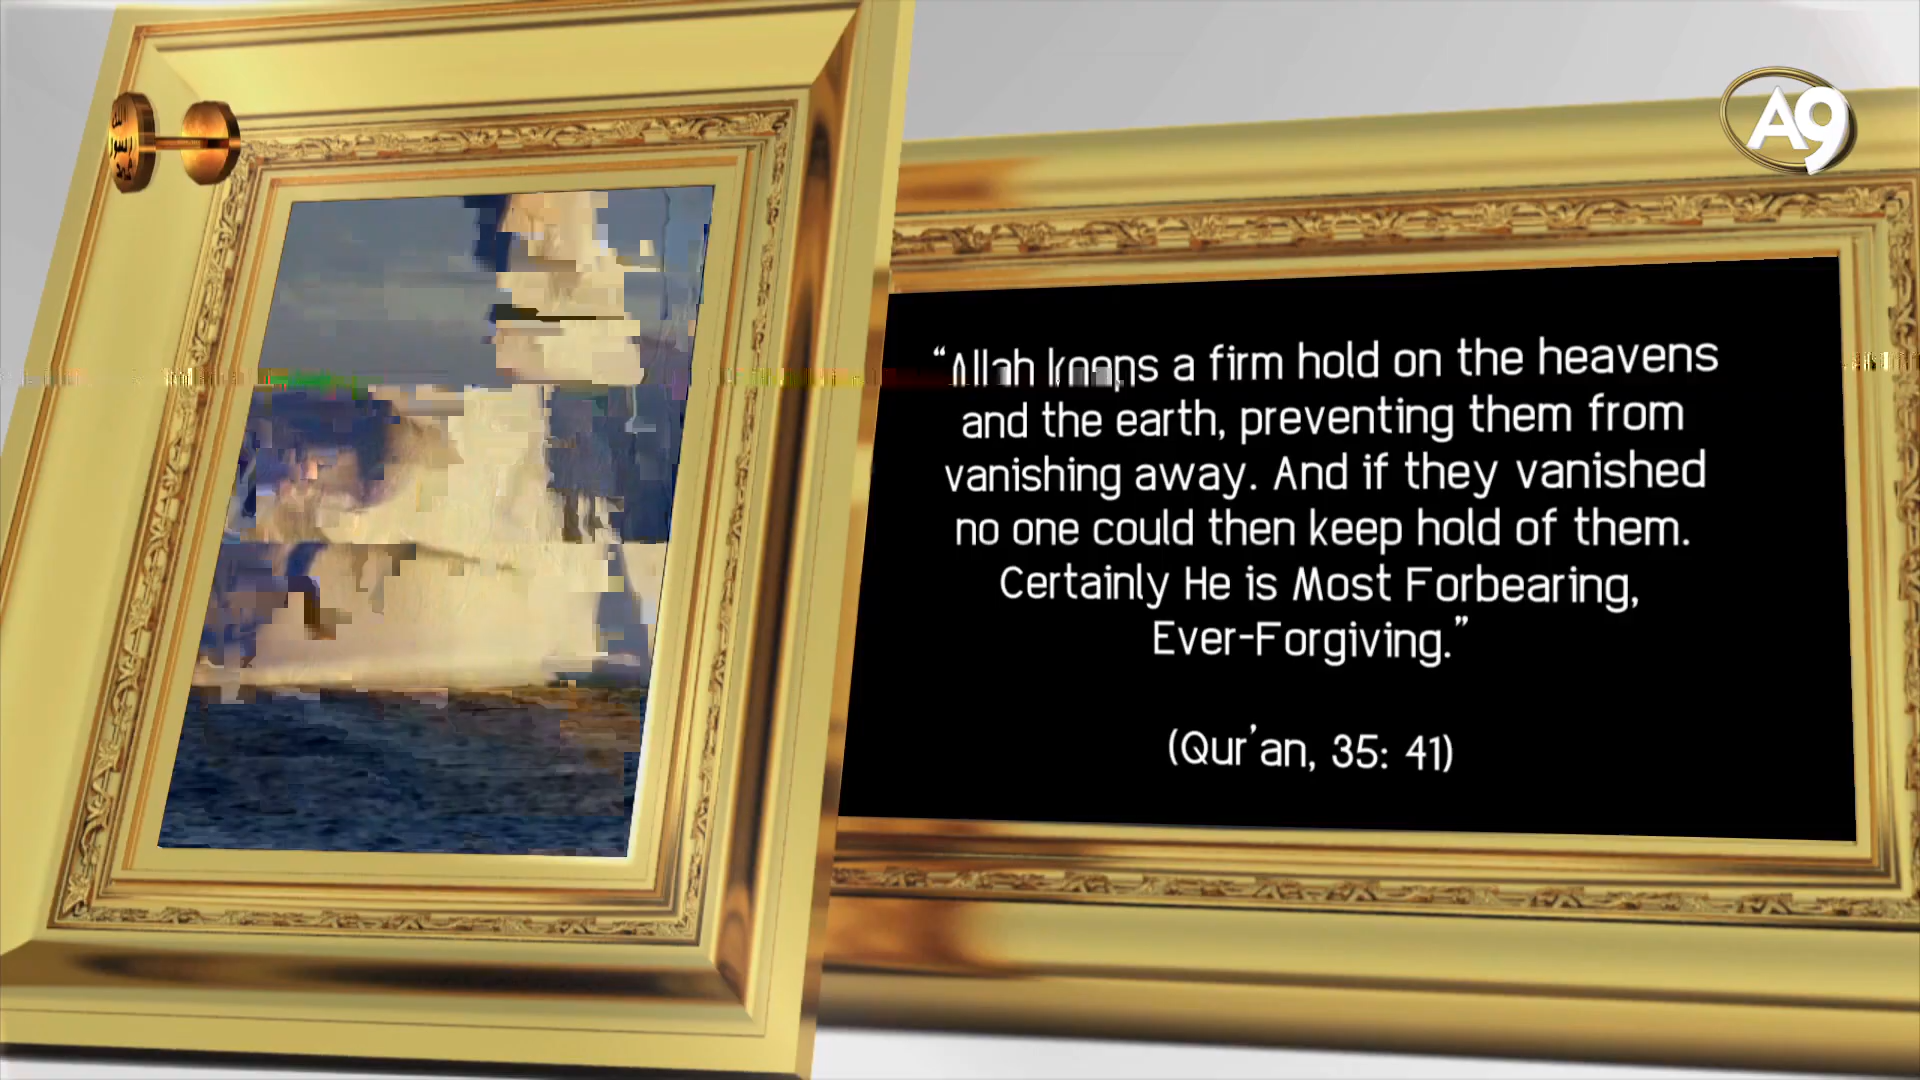 A9
“Allah keeps a firm hold on the heavens
and the earth, preventing them from
vanishing away. And if they vanished
no one could then keep hold of them.
Certainly He is Most Forbearing,
Ever-Forgiving.”
(Qur’an, 35: 41)